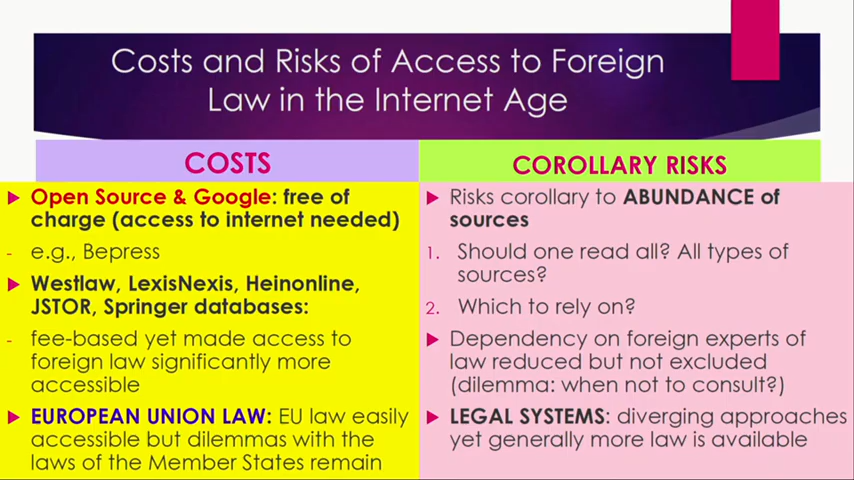 Costs and Risks of Access to Foreign
Law in the Internet Age
COSTS
Open Source & Google: free of
charge (access to internet needed)
- e.g., Bepress
Westlaw, LexisNexis, Heinonline,
JSTOR, Springer databases:
- fee-based yet made access to
foreign law significantly more
accessible
EUROPEAN UNION LAW: EU law easily
accessible but dilemmas with the
laws of the Member States remain
COROLLARY RISKS
Risks corollary to ABUNDANCE of
sources
1. Should one read all? All types of
sources?
2. Which to rely on?
Dependency on foreign experts of
law reduced but not excluded
(dilemma: when not to consult?)
LEGAL SYSTEMS: diverging approaches
yet generally more law is available